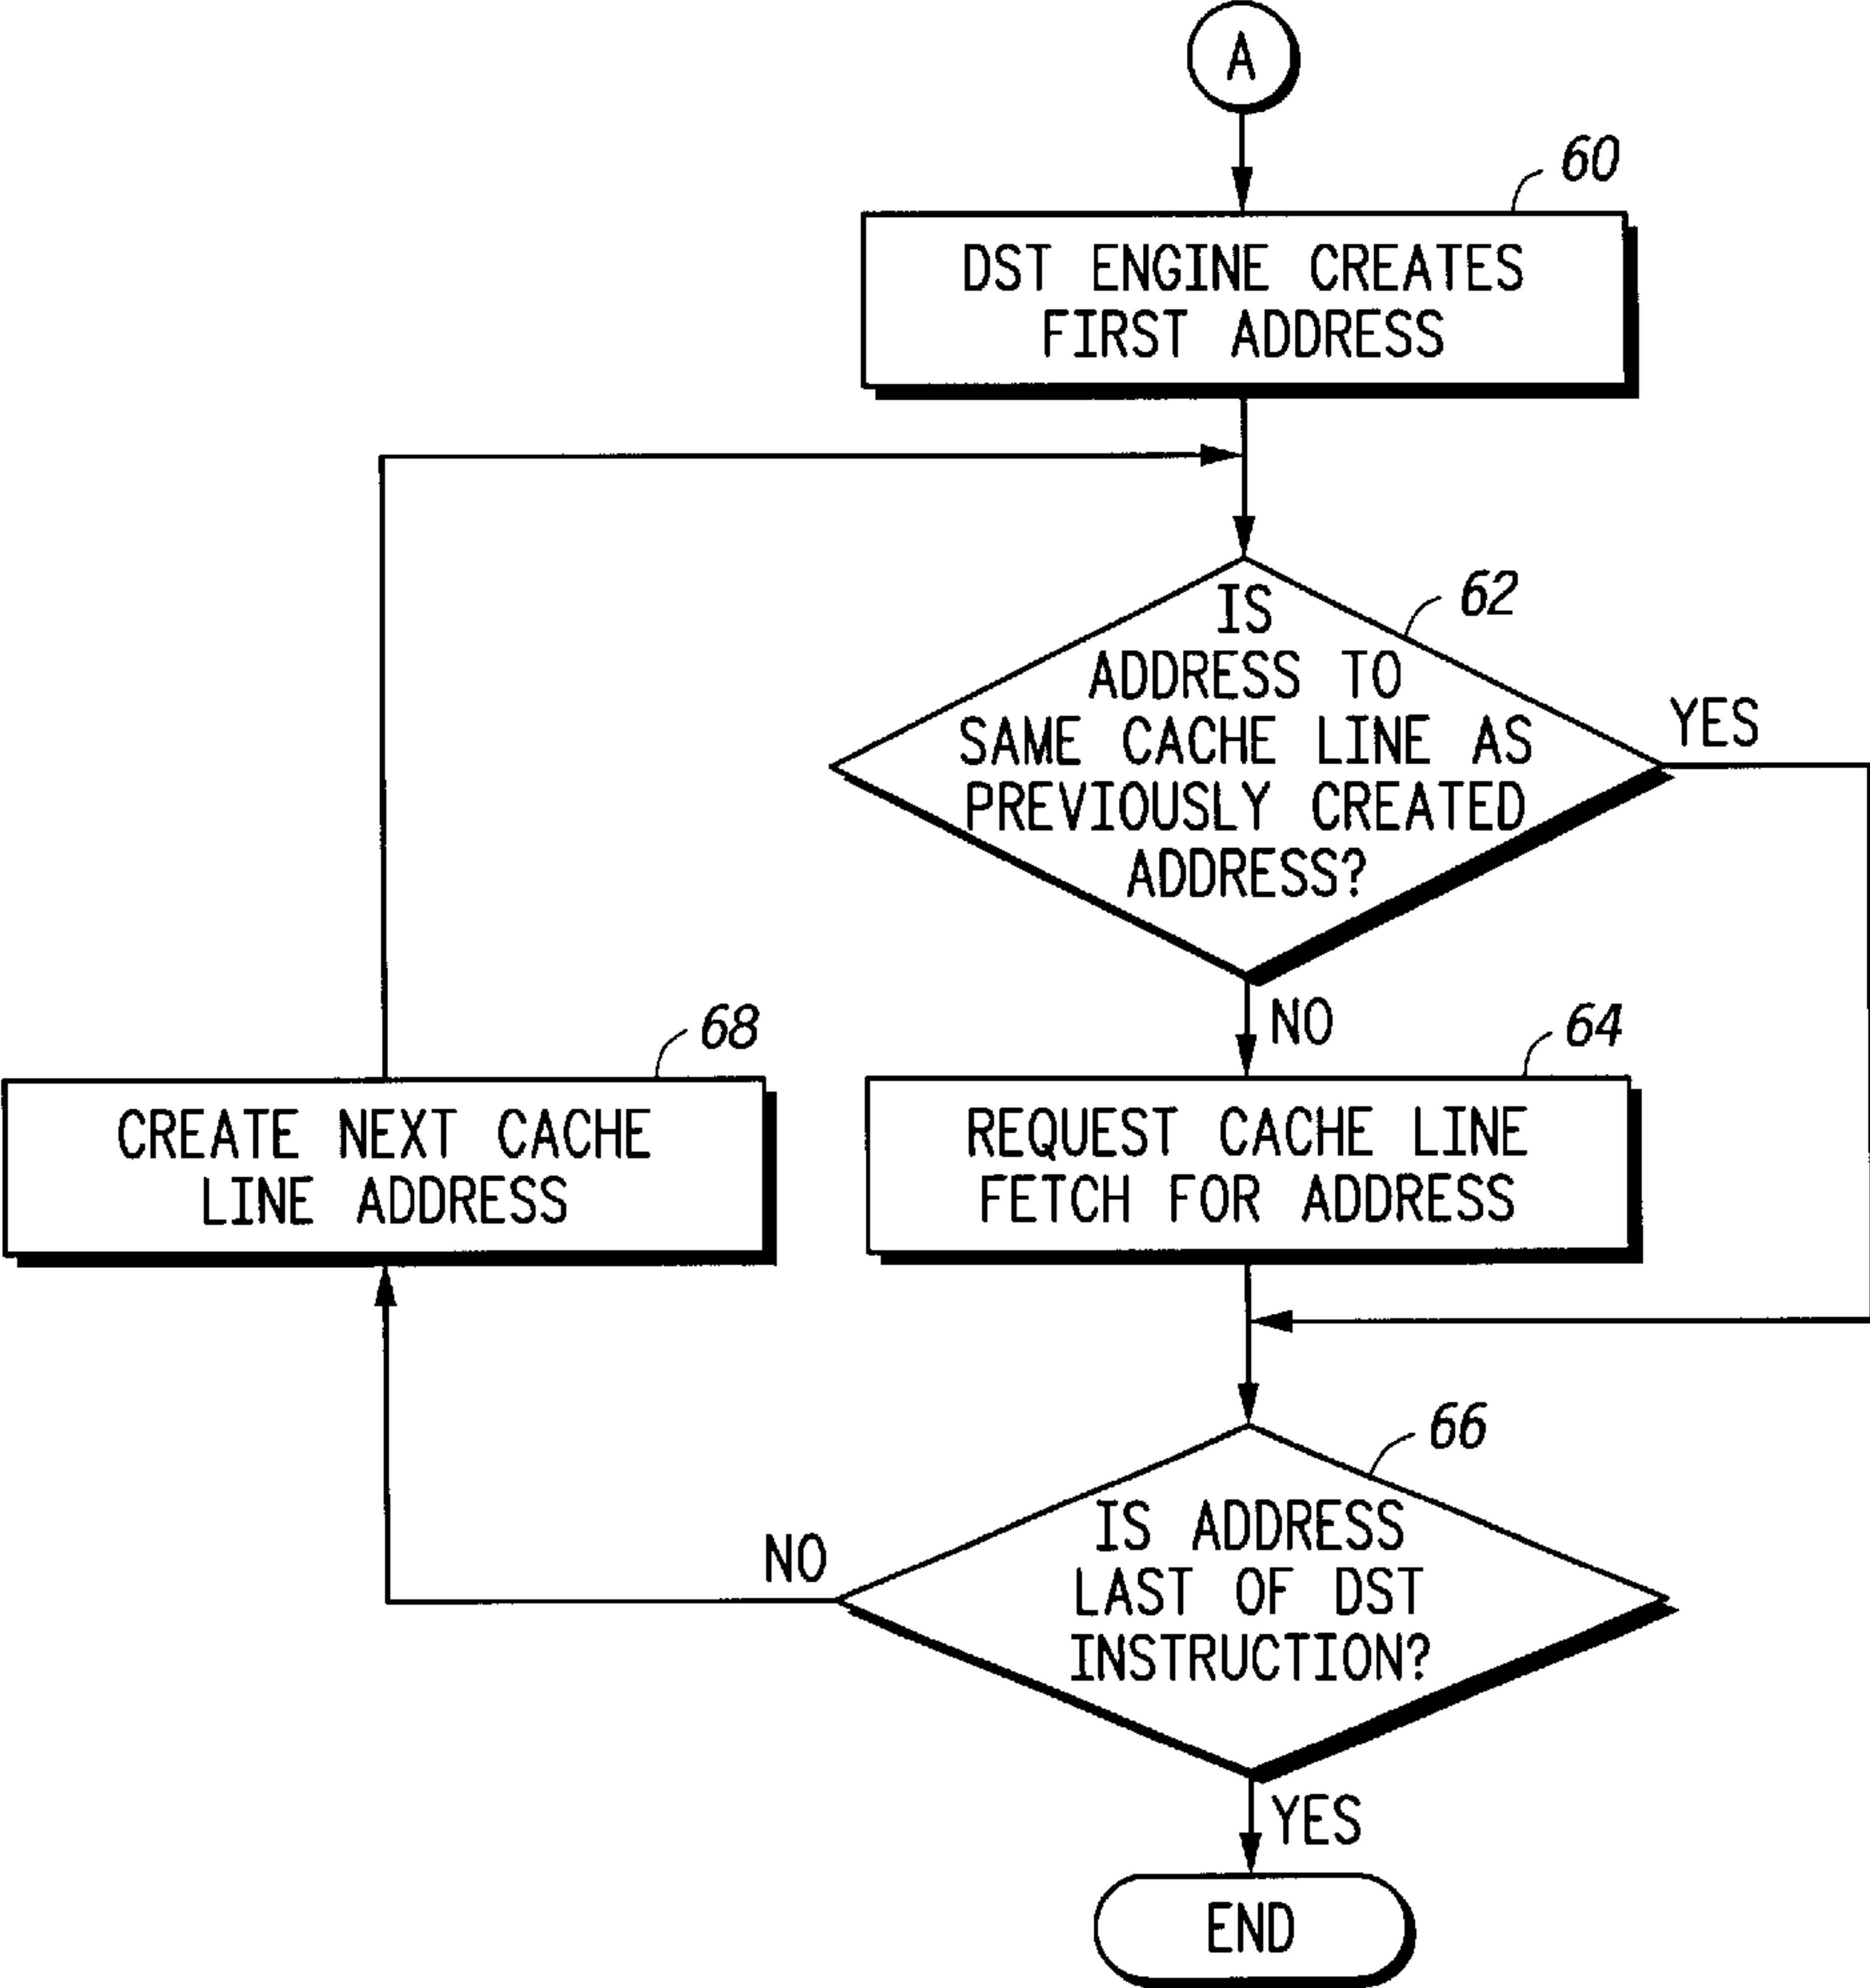 A
60
DST ENGINE CREATES
FIRST ADDRESS
62
IS
ADDRESS TO
SAME CACHE LINE AS
PREVIOUSLY CREATED
ADDRESS?
YES
NO
68
CREATE NEXT CACHE
LINE ADDRESS
64
REQUEST CACHE LINE
FETCH FOR ADDRESS
66
IS ADDRESS
LAST OF DST
INSTRUCTION?
NO
YES
END